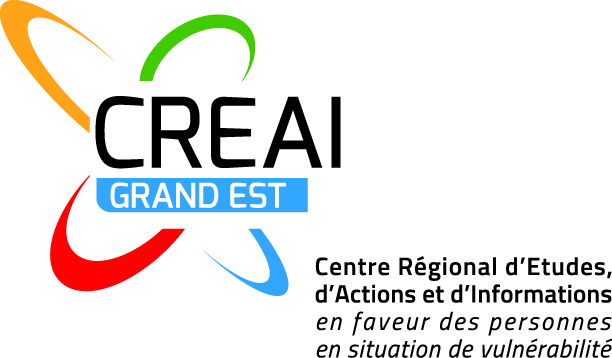 CREAI
GRAND EST
Centre Régional d'Etudes,
d'Actions et d'Informations
en faveur des personnes
en situation de vulnérabilité